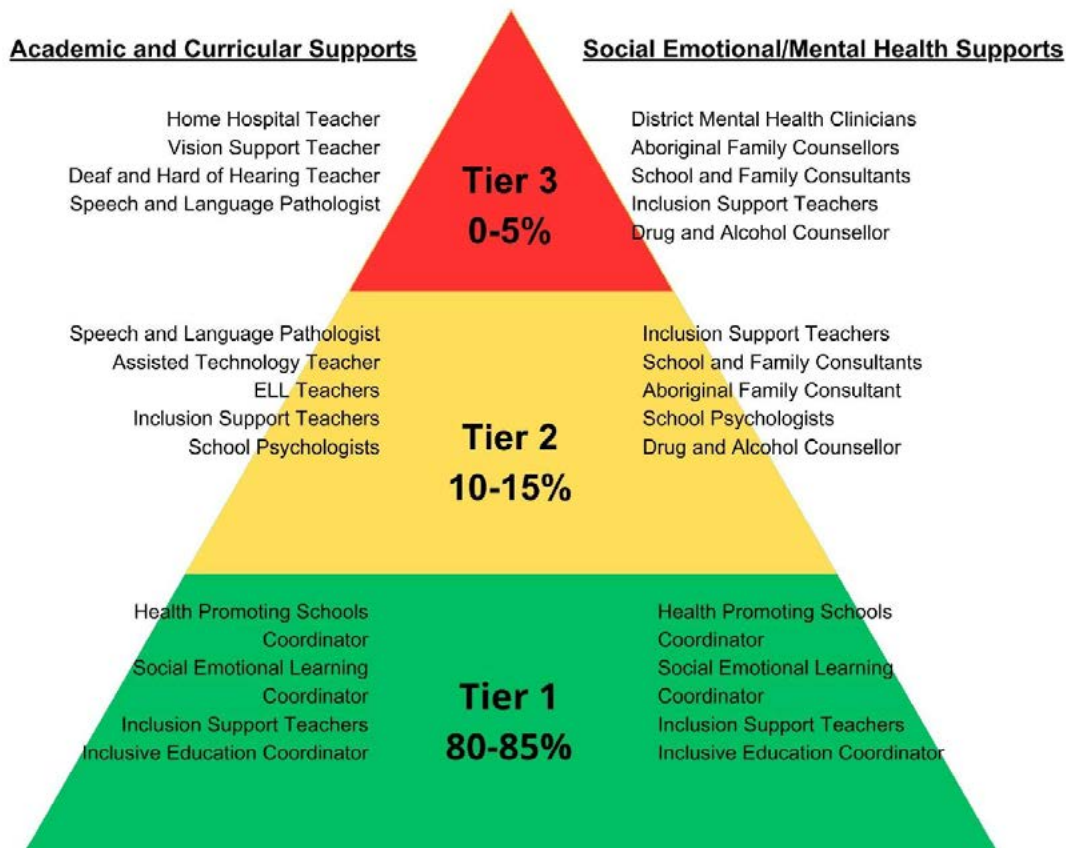 Academic and Curricular Supports
Social Emotional/Mental Health Supports
Home Hospital Teacher
Vision Support Teacher
Deaf and Hard of Hearing Teacher
Speech and Language Pathologist
Tier 3
0-5%
District Mental Health Clinicians
Aboriginal Family Counsellors
School and Family Consultants
Inclusion Support Teachers
Drug and Alcohol Counsellor
Speech and Language Pathologist
Assisted Technology Teacher
ELL Teachers
Inclusion Support Teachers
School Psychologists
Tier 2
10-15%
Inclusion Support Teachers
School and Family Consultants
Aboriginal Family Consultant
School Psychologists
Drug and Alcohol Counsellor
Health Promoting Schools
Coordinator
Social Emotional Learning
Coordinator
Inclusion Support Teachers
Inclusive Education Coordinator
Tier 1
80-85%
Health Promoting Schools
Coordinator
Social Emotional Learning
Coordinator
Inclusion Support Teachers
Inclusive Education Coordinator